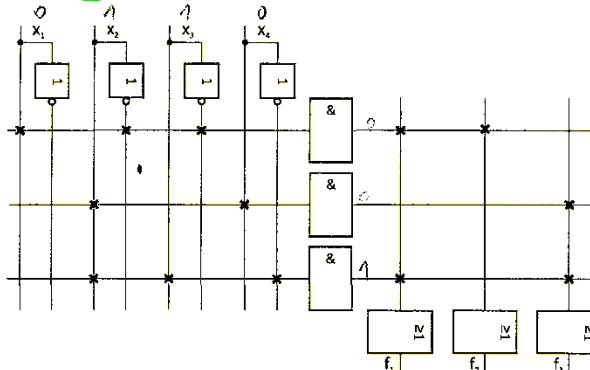 0 1 1 0
x₁ x₂ x₃ x₄
1 1 1 1
& 0
& 0
& 1
≥1 ≥1 ≥1
f₁ f₂ f₃